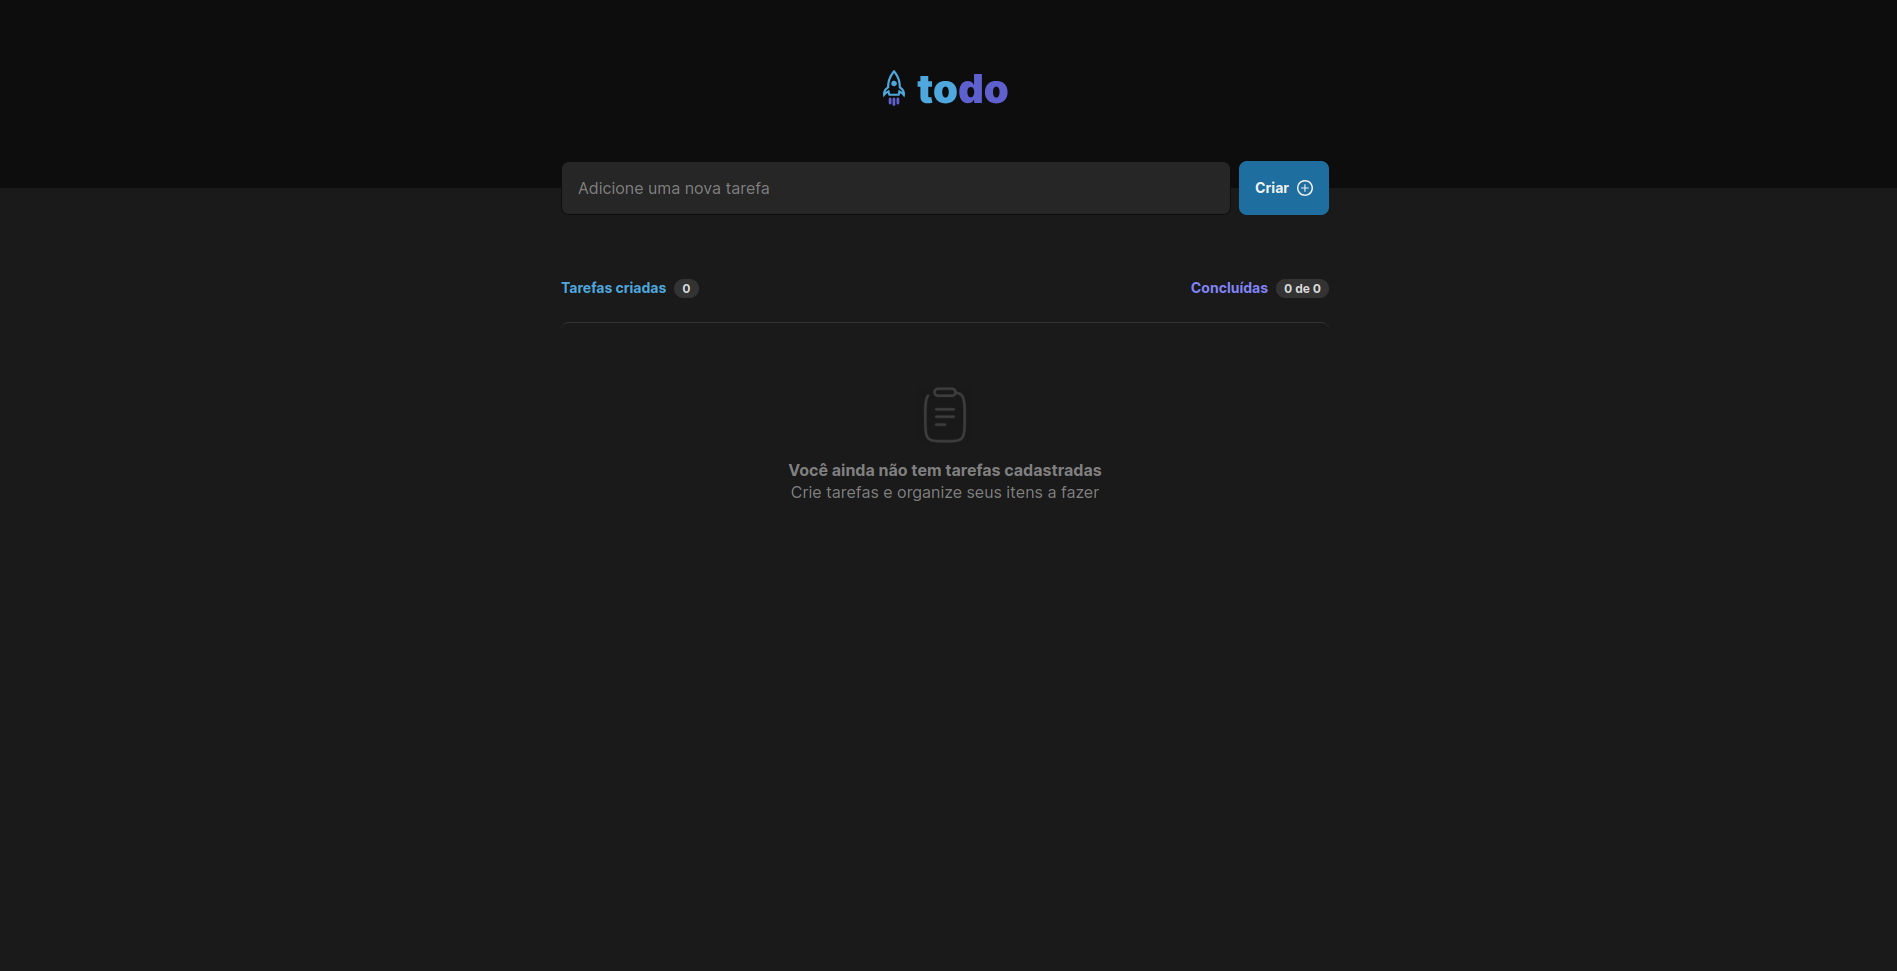 todo
Adicione uma nova tarefa
Criar
Tarefas criadas 0
Concluídas 0 de 0
Você ainda não tem tarefas cadastradas
Crie tarefas e organize seus itens a fazer